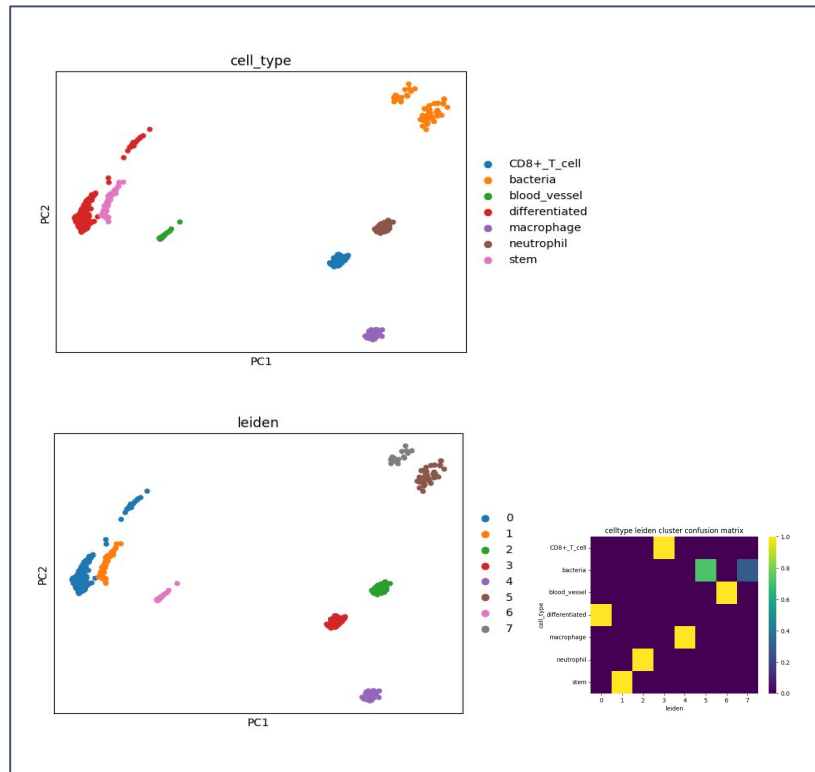 cell_type
PC2
PC1
CD8+_T_cell
bacteria
blood_vessel
differentiated
macrophage
neutrophil
stem
leiden
PC2
PC1
0
1
2
3
4
5
6
7
celltype leiden cluster confusion matrix
cell_type
CD8+_T_cell
bacteria
blood_vessel
differentiated
macrophage
neutrophil
stem
0 1 2 3 4 5 6 7
leiden
1.0
0.8
0.6
0.4
0.2
0.0